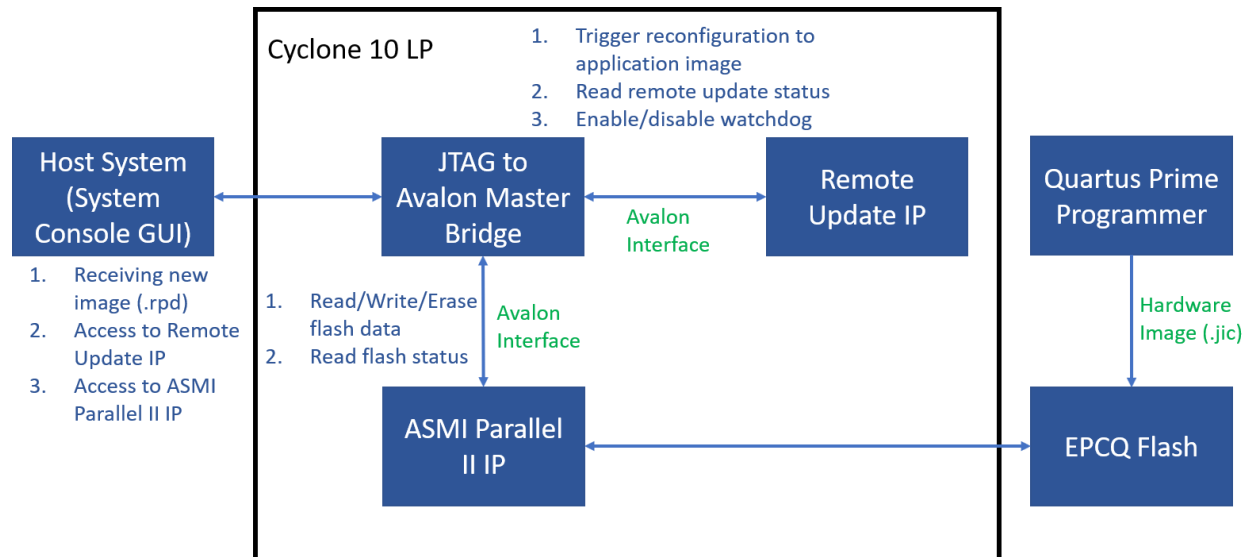 Cyclone 10 LP
1. Trigger reconfiguration to
application image
2. Read remote update status
3. Enable/disable watchdog
Host System
(System
Console GUI)
JTAG to
Avalon Master
Bridge
Remote
Update IP
Quartus Prime
Programmer
Avalon
Interface
1. Receiving new
image (.rpd)
2. Access to Remote
Update IP
3. Access to ASMI
Parallel II IP
1. Read/Write/Erase
flash data
2. Read flash status
Avalon
Interface
Hardware
Image (.jic)
ASMI Parallel
II IP
EPCQ Flash